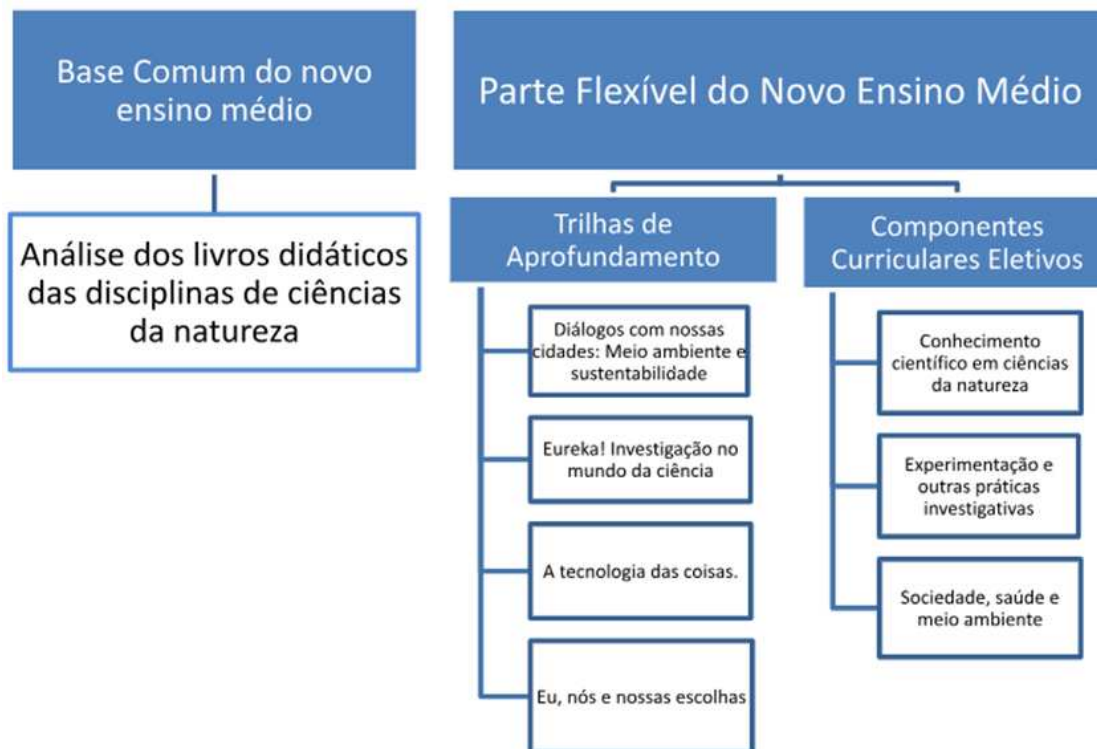 Base Comum do novo
ensino médio
Análise dos livros didáticos
das disciplinas de ciências
da natureza
Parte Flexível do Novo Ensino Médio
Trilhas de
Aprofundamento
Diálogos com nossas
cidades: Meio ambiente e
sustentabilidade
Eureka! Investigação no
mundo da ciência
A tecnologia das coisas.
Eu, nós e nossas escolhas
Componentes
Curriculares Eletivos
Conhecimento
científico em ciências
da natureza
Experimentação e
outras práticas
investigativas
Sociedade, saúde e
meio ambiente